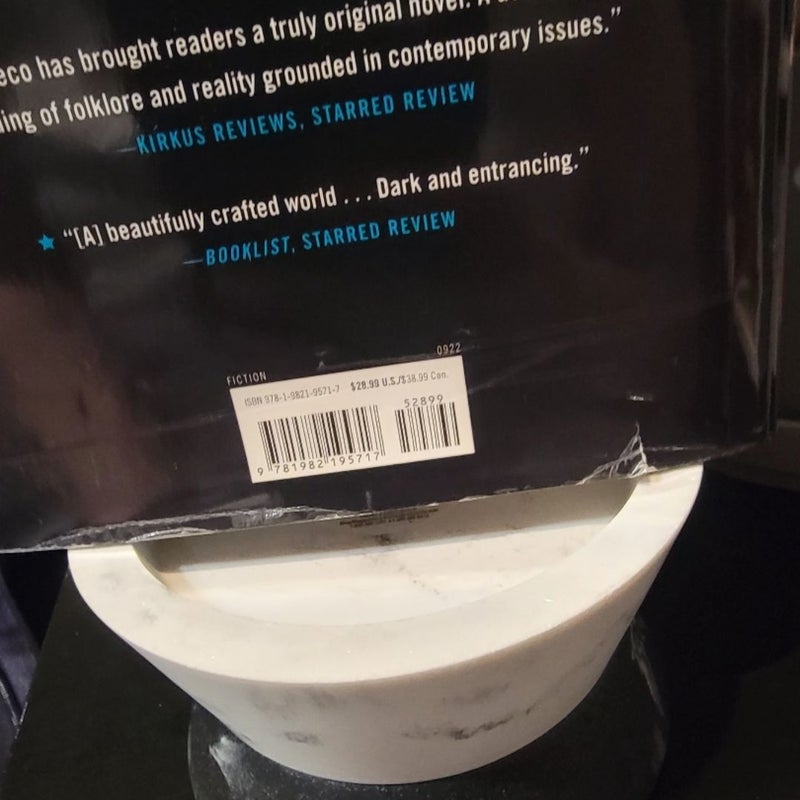 eco has brought readers a truly original novel. A
ing of folklore and reality grounded in contemporary issues.”
—KIRKUS REVIEWS, STARRED REVIEW
“[A] beautifully crafted world . . . Dark and entrancing.”
—BOOKLIST, STARRED REVIEW
FICTION 0922
ISBN 978-1-9821-9571-7 $28.99 U.S./$38.99 Can.
52899
9 781982 195717